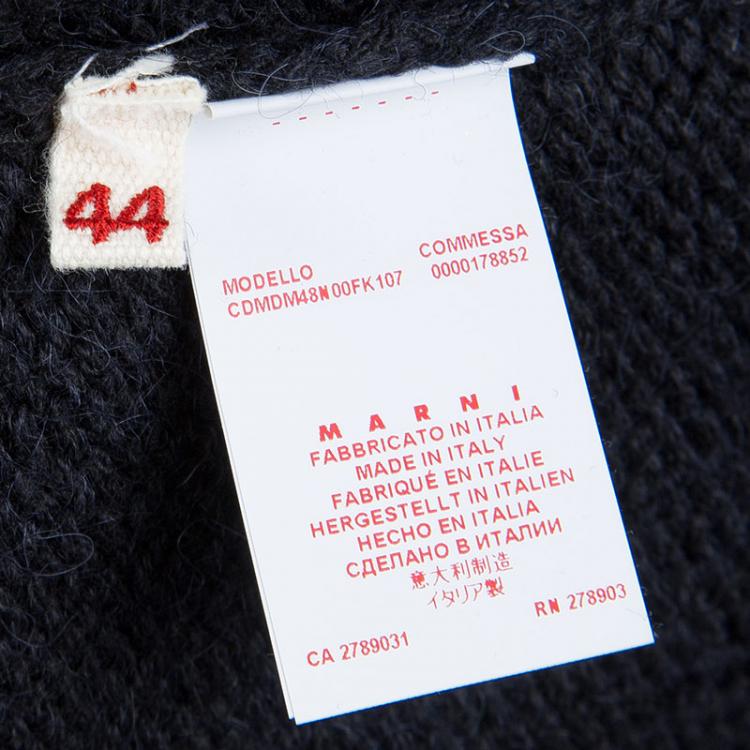 44
MODELLO
CDMDM48N00FK107
COMMESSA
0000178852
MARNI
FABBRICATO IN ITALIA
MADE IN ITALY
FABRIQUÉ EN ITALIE
HERGESTELLT IN ITALIEN
HECHO EN ITALIA
СДЕЛАНО В ИТАЛИИ
意大利制造
イタリア製
CA 2789031
RN 278903